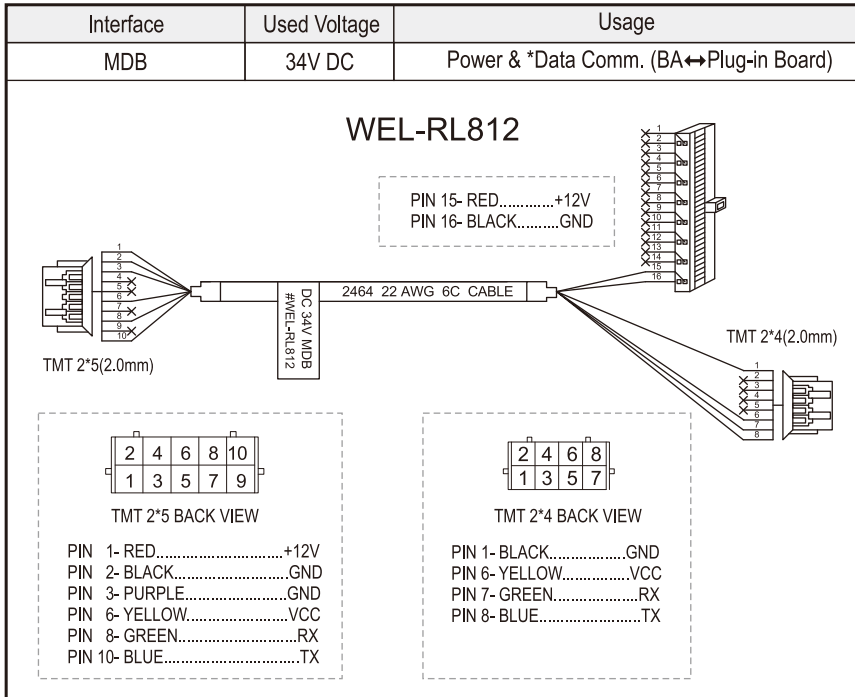 Interface Used Voltage Usage
MDB 34V DC Power & *Data Comm. (BA↔Plug-in Board)
WEL-RL812
PIN 15- RED............+12V
PIN 16- BLACK..........GND
1
2
3
4
5
6
7
8
9
10
11
12
13
14
15
16
1
2
3
4
5
6
7
8
9
10
TMT 2*5(2.0mm)
DC 34V MDB
#WEL-RL812
2464 22 AWG 6C CABLE
TMT 2*4(2.0mm)
1
2
3
4
5
6
7
8
2 4 6 8 10
1 3 5 7 9
TMT 2*5 BACK VIEW
PIN 1- RED..............................+12V
PIN 2- BLACK..........................GND
PIN 3- PURPLE........................GND
PIN 6- YELLOW.......................VCC
PIN 8- GREEN...........................RX
PIN 10- BLUE..............................TX
2 4 6 8
1 3 5 7
TMT 2*4 BACK VIEW
PIN 1- BLACK..................GND
PIN 6- YELLOW...............VCC
PIN 7- GREEN...................RX
PIN 8- BLUE......................TX